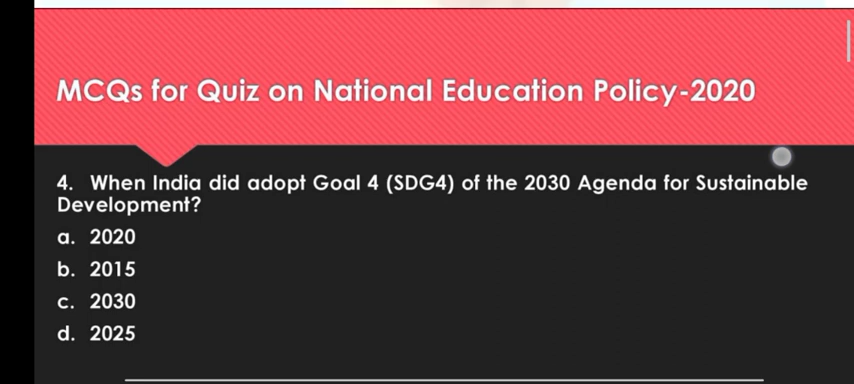 MCQs for Quiz on National Education Policy-2020
4. When India did adopt Goal 4 (SDG4) of the 2030 Agenda for Sustainable
Development?
a. 2020
b. 2015
c. 2030
d. 2025